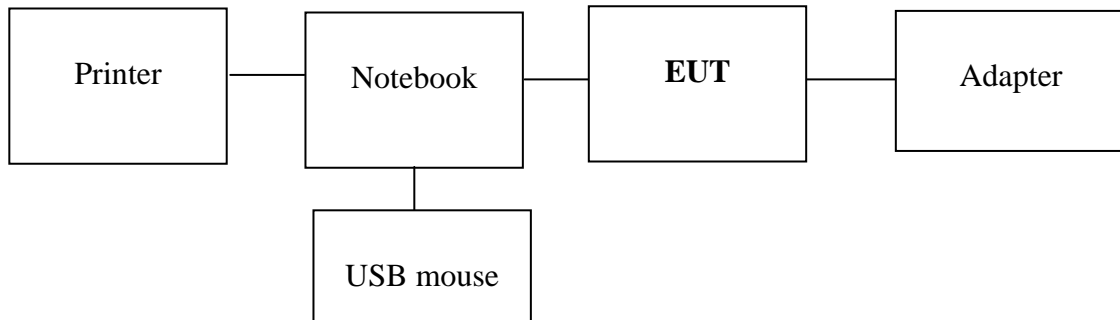 Printer
Notebook
EUT
Adapter
USB mouse